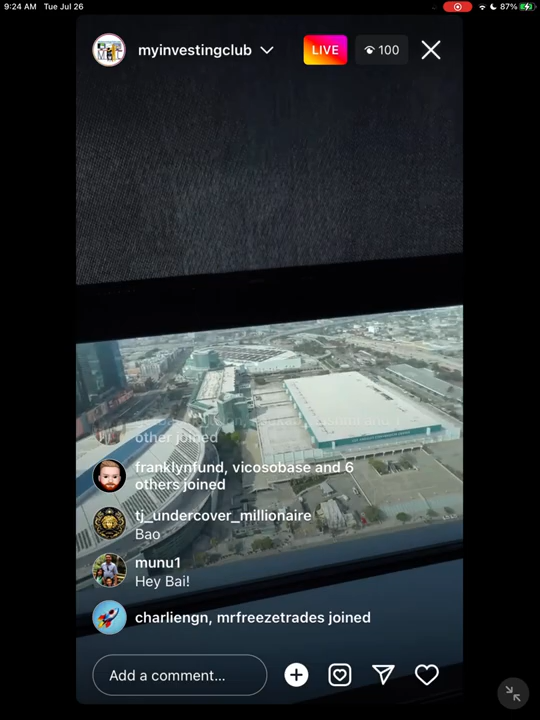 9:24 AM Tue Jul 26
87%
myinvestingclub
LIVE
100
other joined
franklynfund, vicosobase and 6
others joined
tj_undercover_millionaire
Bao
munu1
Hey Bai!
charliengn, mrfreezetrades joined
Add a comment...